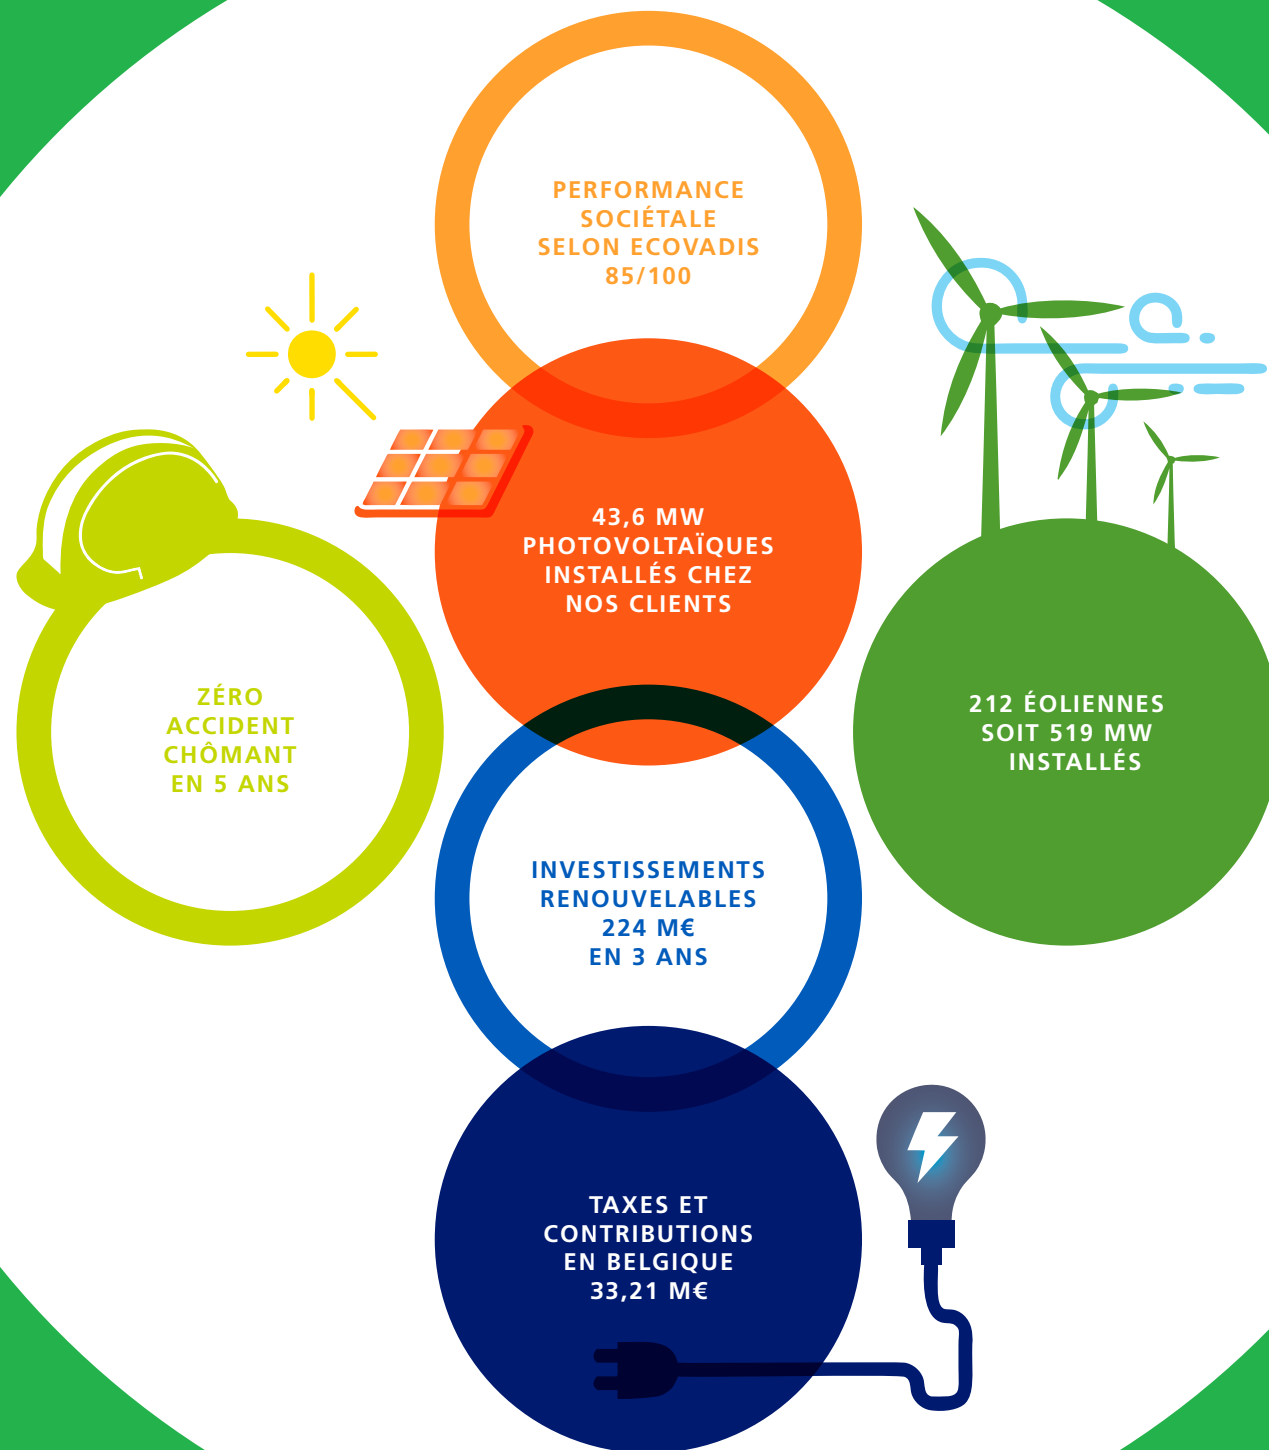 PERFORMANCE
SOCIÉTALE
SELON ECOVADIS
85/100
43,6 MW
PHOTOVOLTAÏQUES
INSTALLÉS CHEZ
NOS CLIENTS
ZÉRO
ACCIDENT
CHÔMANT
EN 5 ANS
212 ÉOLIENNES
SOIT 519 MW
INSTALLÉS
INVESTISSEMENTS
RENOUVELABLES
224 M€
EN 3 ANS
TAXES ET
CONTRIBUTIONS
EN BELGIQUE
33,21 M€